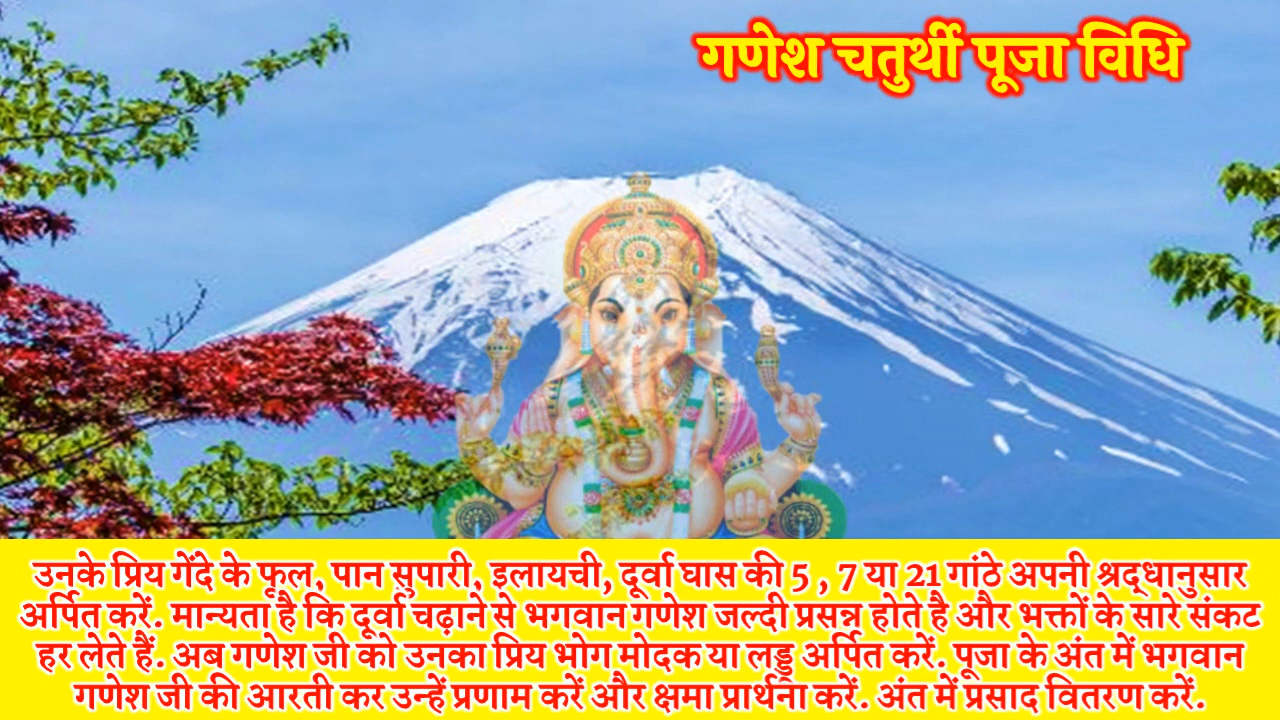 गणेश चतुर्थी पूजा विधि
उनके प्रिय गेंदे के फूल, पान सुपारी, इलायची, दूर्वा घास की 5 , 7 या 21 गांठे अपनी श्रद्धानुसार
अर्पित करें. मान्यता है कि दूर्वा चढ़ाने से भगवान गणेश जल्दी प्रसन्न होते है और भक्तों के सारे संकट
हर लेते हैं. अब गणेश जी को उनका प्रिय भोग मोदक या लड्डू अर्पित करें. पूजा के अंत में भगवान
गणेश जी की आरती कर उन्हें प्रणाम करें और क्षमा प्रार्थना करें. अंत में प्रसाद वितरण करें.